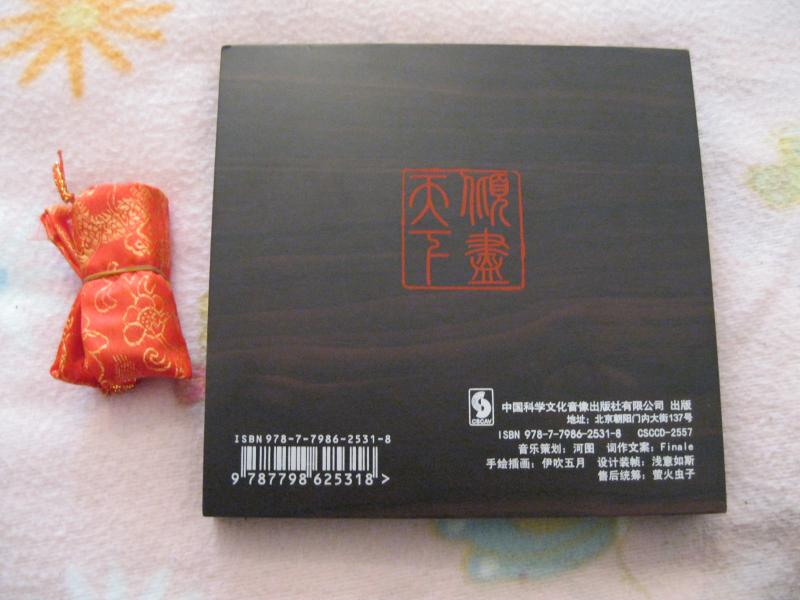 傾盡
天下
CSCAV
中国科学文化音像出版社有限公司 出版
地址: 北京朝阳门内大街137号
ISBN 978-7-7986-2531-8 CSCCD-2557
音乐策划: 河图 词作文案: Finale
手绘插画: 伊吹五月 设计装帧: 浅意如斯
售后统筹: 萤火虫子
ISBN 978-7-7986-2531-8
9 787798 625318 >